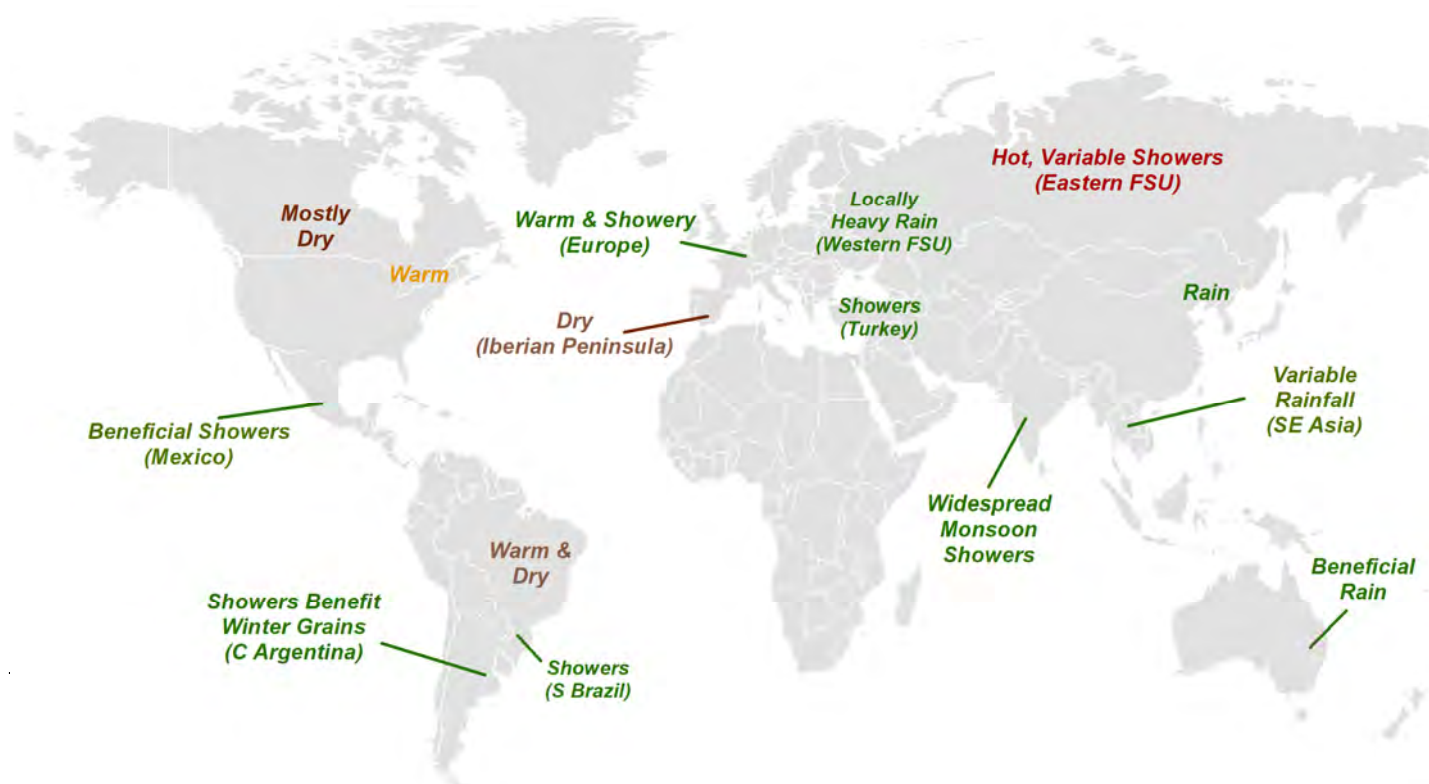 Hot, Variable Showers
(Eastern FSU)
Mostly
Dry
Warm & Showery
(Europe)
Locally
Heavy Rain
(Western FSU)
Warm
Rain
Dry
(Iberian Peninsula)
Showers
(Turkey)
Variable
Rainfall
(SE Asia)
Beneficial Showers
(Mexico)
Widespread
Monsoon
Showers
Warm &
Dry
Beneficial
Rain
Showers Benefit
Winter Grains
(C Argentina)
Showers
(S Brazil)